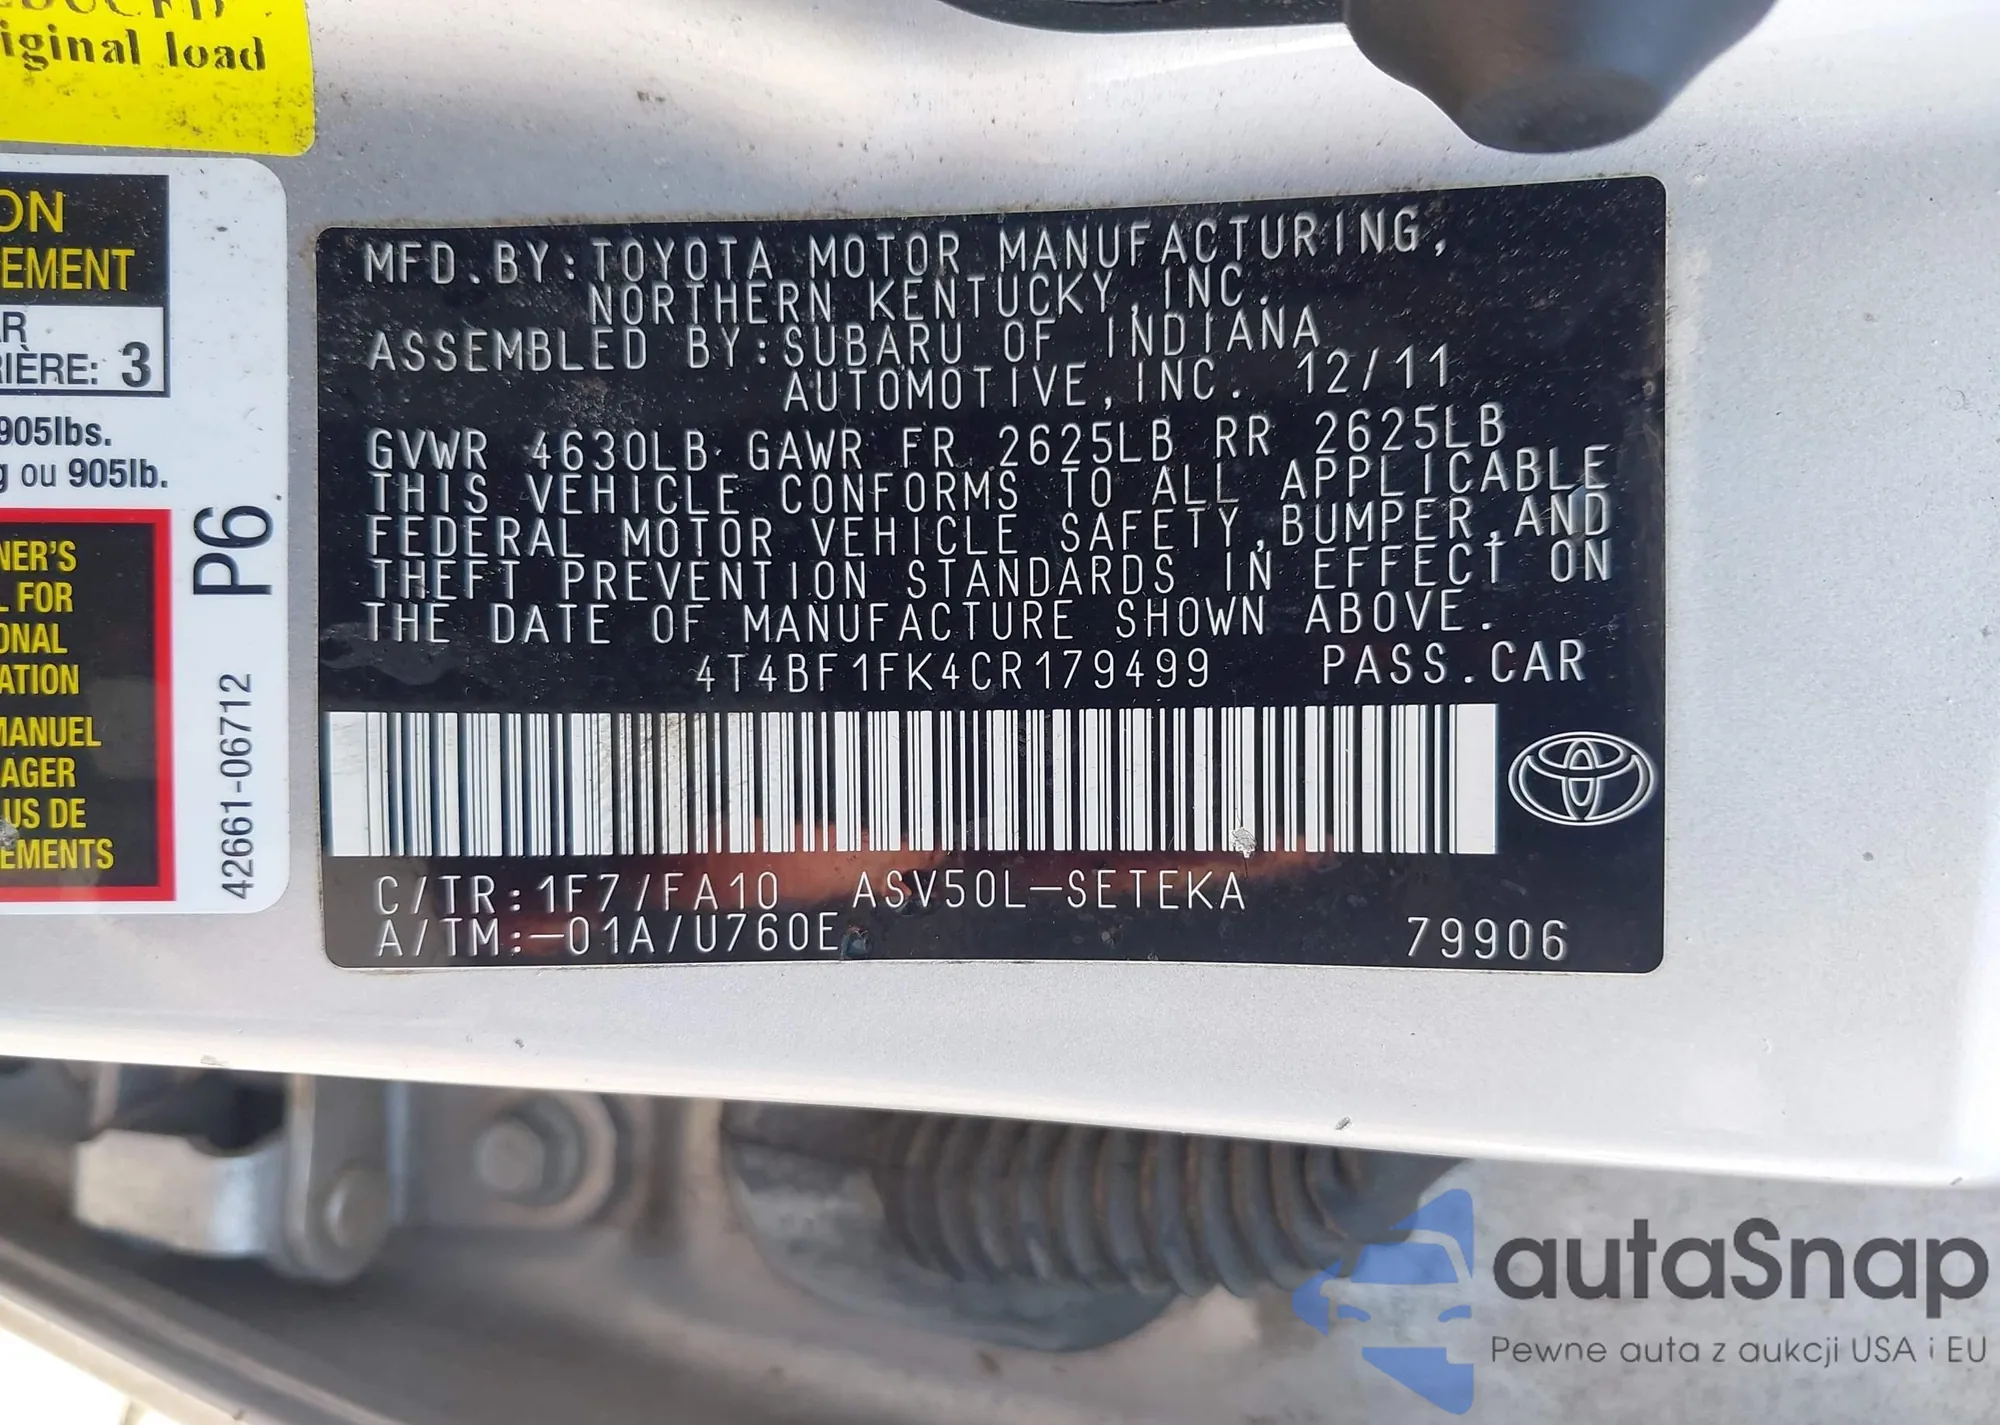 iginal load
ON
EMENT
AR
RIÈRE: 3
905lbs.
g ou 905lb.
P6
NER'S
L FOR
ONAL
ATION
MANUEL
AGER
US DE
EMENTS
42661-06712
MFD.BY:TOYOTA MOTOR MANUFACTURING,
NORTHERN KENTUCKY,INC.
ASSEMBLED BY:SUBARU OF INDIANA
AUTOMOTIVE,INC. 12/11
GVWR 4630LB GAWR FR 2625LB RR 2625LB
THIS VEHICLE CONFORMS TO ALL APPLICABLE
FEDERAL MOTOR VEHICLE SAFETY,BUMPER,AND
THEFT PREVENTION STANDARDS IN EFFECT ON
THE DATE OF MANUFACTURE SHOWN ABOVE.
4T4BF1FK4CR179499 PASS.CAR
C/TR:1F7/FA10 ASV50L-SETEKA
A/TM:-01A/U760E 79906
autaSnap
Pewne auta z aukcji USA i EU